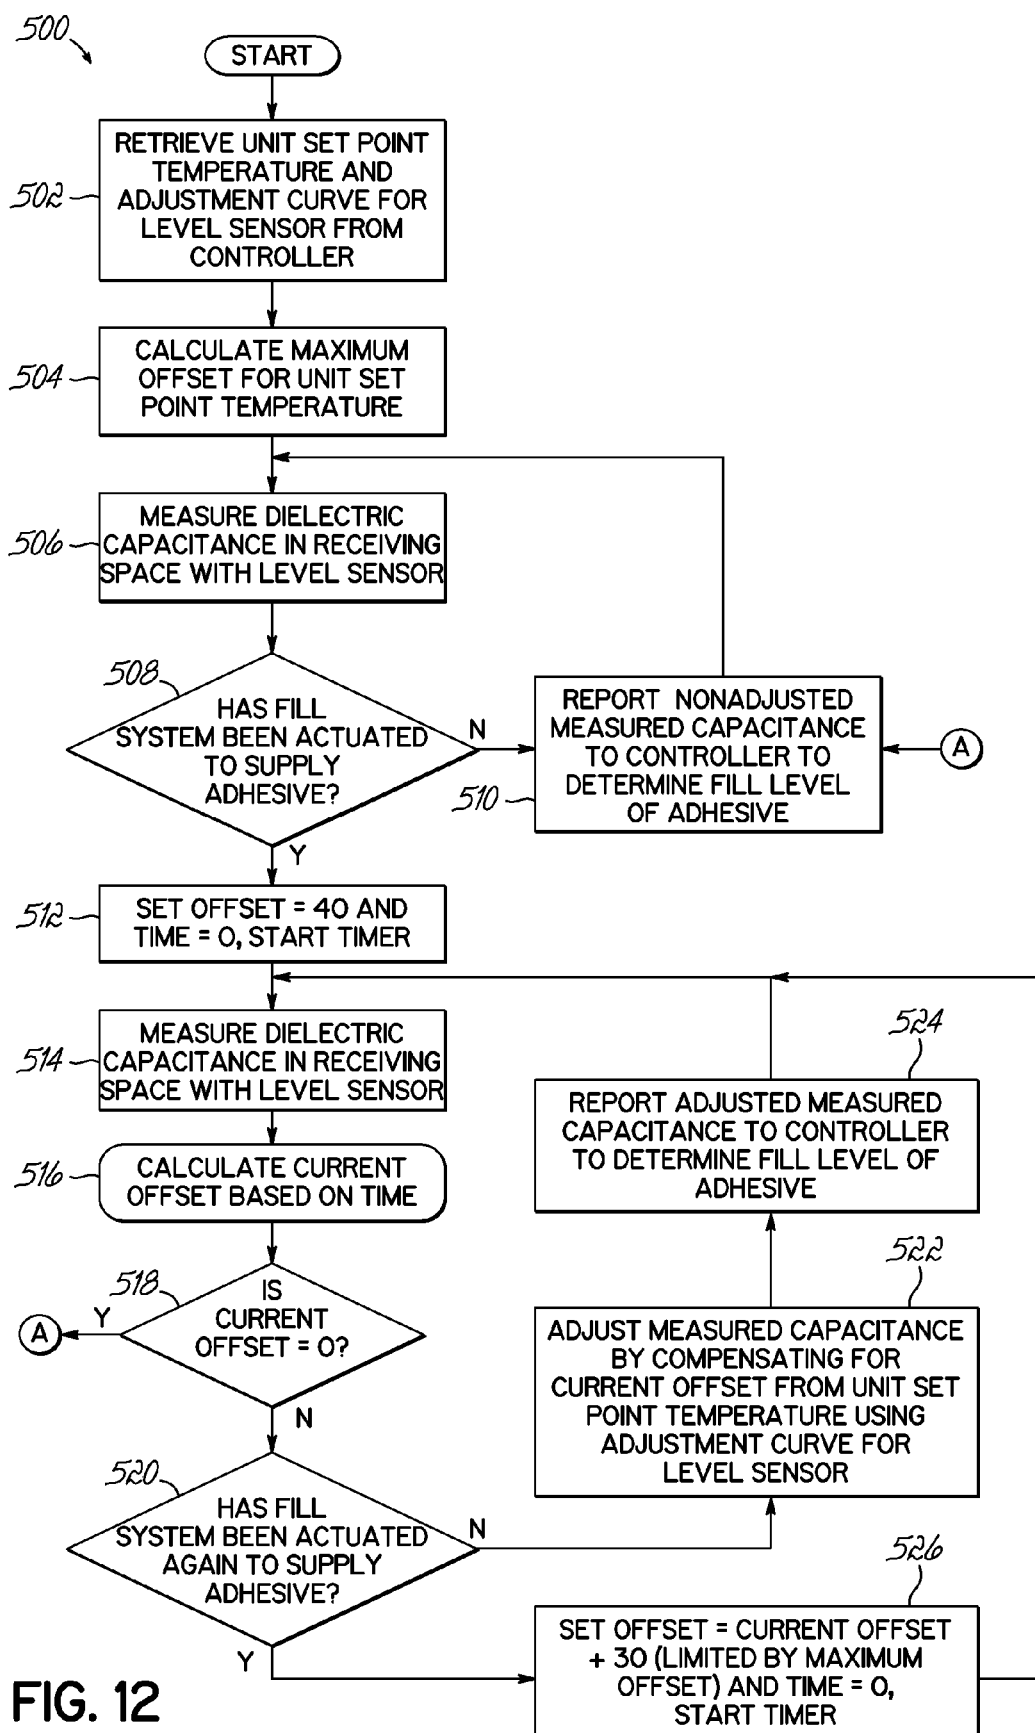 500
START
502
RETRIEVE UNIT SET POINT
TEMPERATURE AND
ADJUSTMENT CURVE FOR
LEVEL SENSOR FROM
CONTROLLER
504
CALCULATE MAXIMUM
OFFSET FOR UNIT SET
POINT TEMPERATURE
506
MEASURE DIELECTRIC
CAPACITANCE IN RECEIVING
SPACE WITH LEVEL SENSOR
508
HAS FILL
SYSTEM BEEN ACTUATED
TO SUPPLY
ADHESIVE?
N
Y
510
REPORT NONADJUSTED
MEASURED CAPACITANCE
TO CONTROLLER TO
DETERMINE FILL LEVEL
OF ADHESIVE
A
512
SET OFFSET = 40 AND
TIME = 0, START TIMER
514
MEASURE DIELECTRIC
CAPACITANCE IN RECEIVING
SPACE WITH LEVEL SENSOR
516
CALCULATE CURRENT
OFFSET BASED ON TIME
518
IS
CURRENT
OFFSET = 0?
Y
A
N
520
HAS FILL
SYSTEM BEEN ACTUATED
AGAIN TO SUPPLY
ADHESIVE?
N
Y
524
REPORT ADJUSTED MEASURED
CAPACITANCE TO CONTROLLER
TO DETERMINE FILL LEVEL OF
ADHESIVE
522
ADJUST MEASURED CAPACITANCE
BY COMPENSATING FOR
CURRENT OFFSET FROM UNIT SET
POINT TEMPERATURE USING
ADJUSTMENT CURVE FOR
LEVEL SENSOR
526
SET OFFSET = CURRENT OFFSET
+ 30 (LIMITED BY MAXIMUM
OFFSET) AND TIME = 0,
START TIMER
FIG. 12